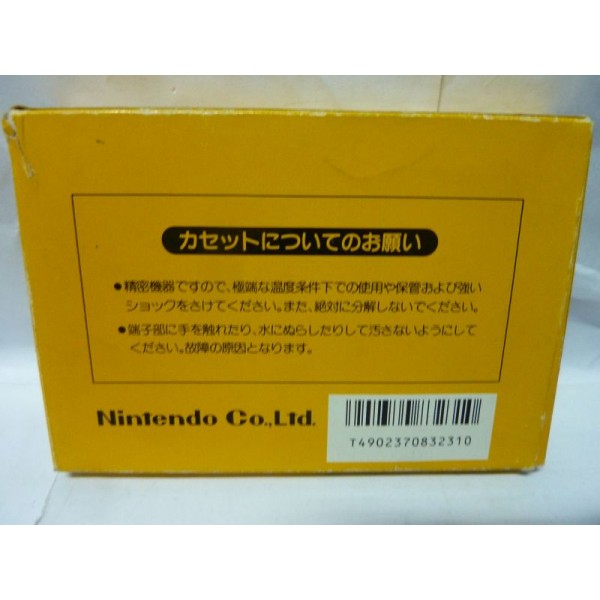 カセットについてのお願い
●精密機器ですので、極端な温度条件下での使用や保管および強い
ショックをさけてください。また、絶対に分解しないでください。
●端子部に手を触れたり、水にぬらしたりして汚さないようにして
ください。故障の原因となります。
Nintendo Co.,Ltd.
T4902370832310